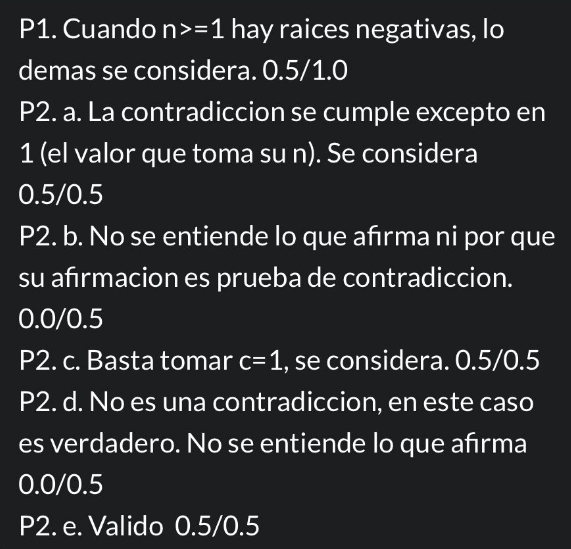 P1. Cuando n>=1 hay raices negativas, lo
demas se considera. 0.5/1.0
P2. a. La contradiccion se cumple excepto en
1 (el valor que toma su n). Se considera
0.5/0.5
P2. b. No se entiende lo que afirma ni por que
su afirmacion es prueba de contradiccion.
0.0/0.5
P2. c. Basta tomar c=1, se considera. 0.5/0.5
P2. d. No es una contradiccion, en este caso
es verdadero. No se entiende lo que afirma
0.0/0.5
P2. e. Valido 0.5/0.5